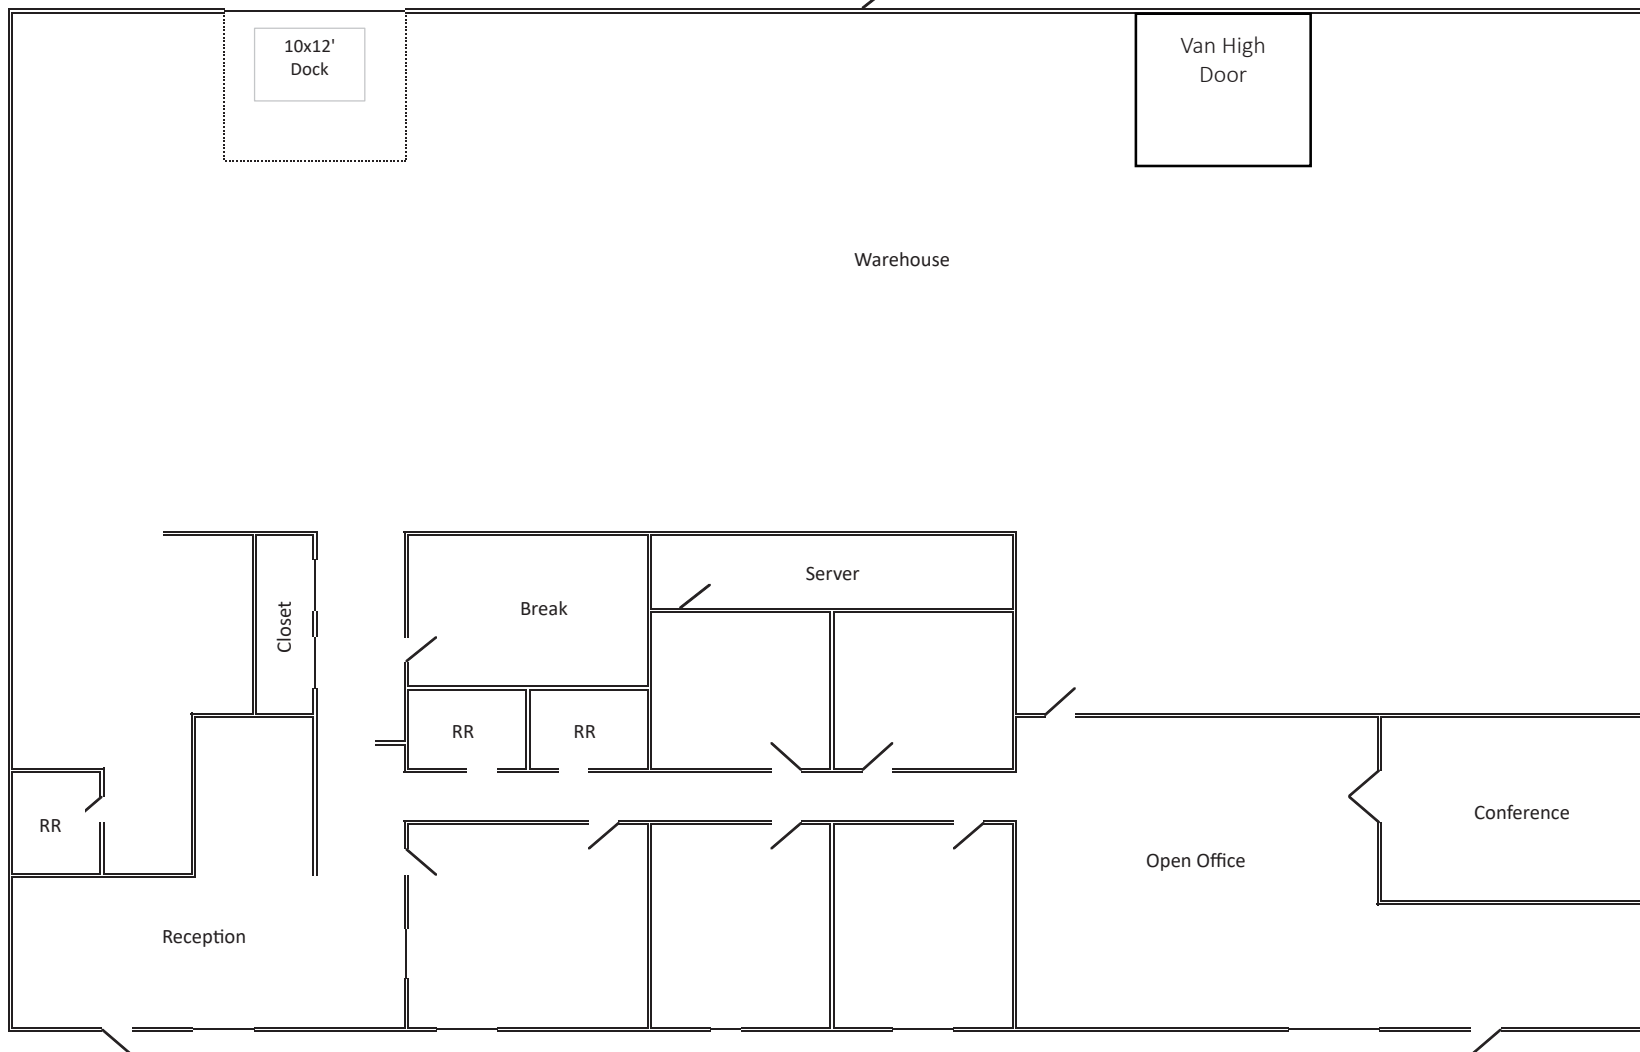 10x12'
Dock
Van High
Door
Warehouse
Server
Break
Closet
RR
RR
RR
Conference
Open Office
Reception